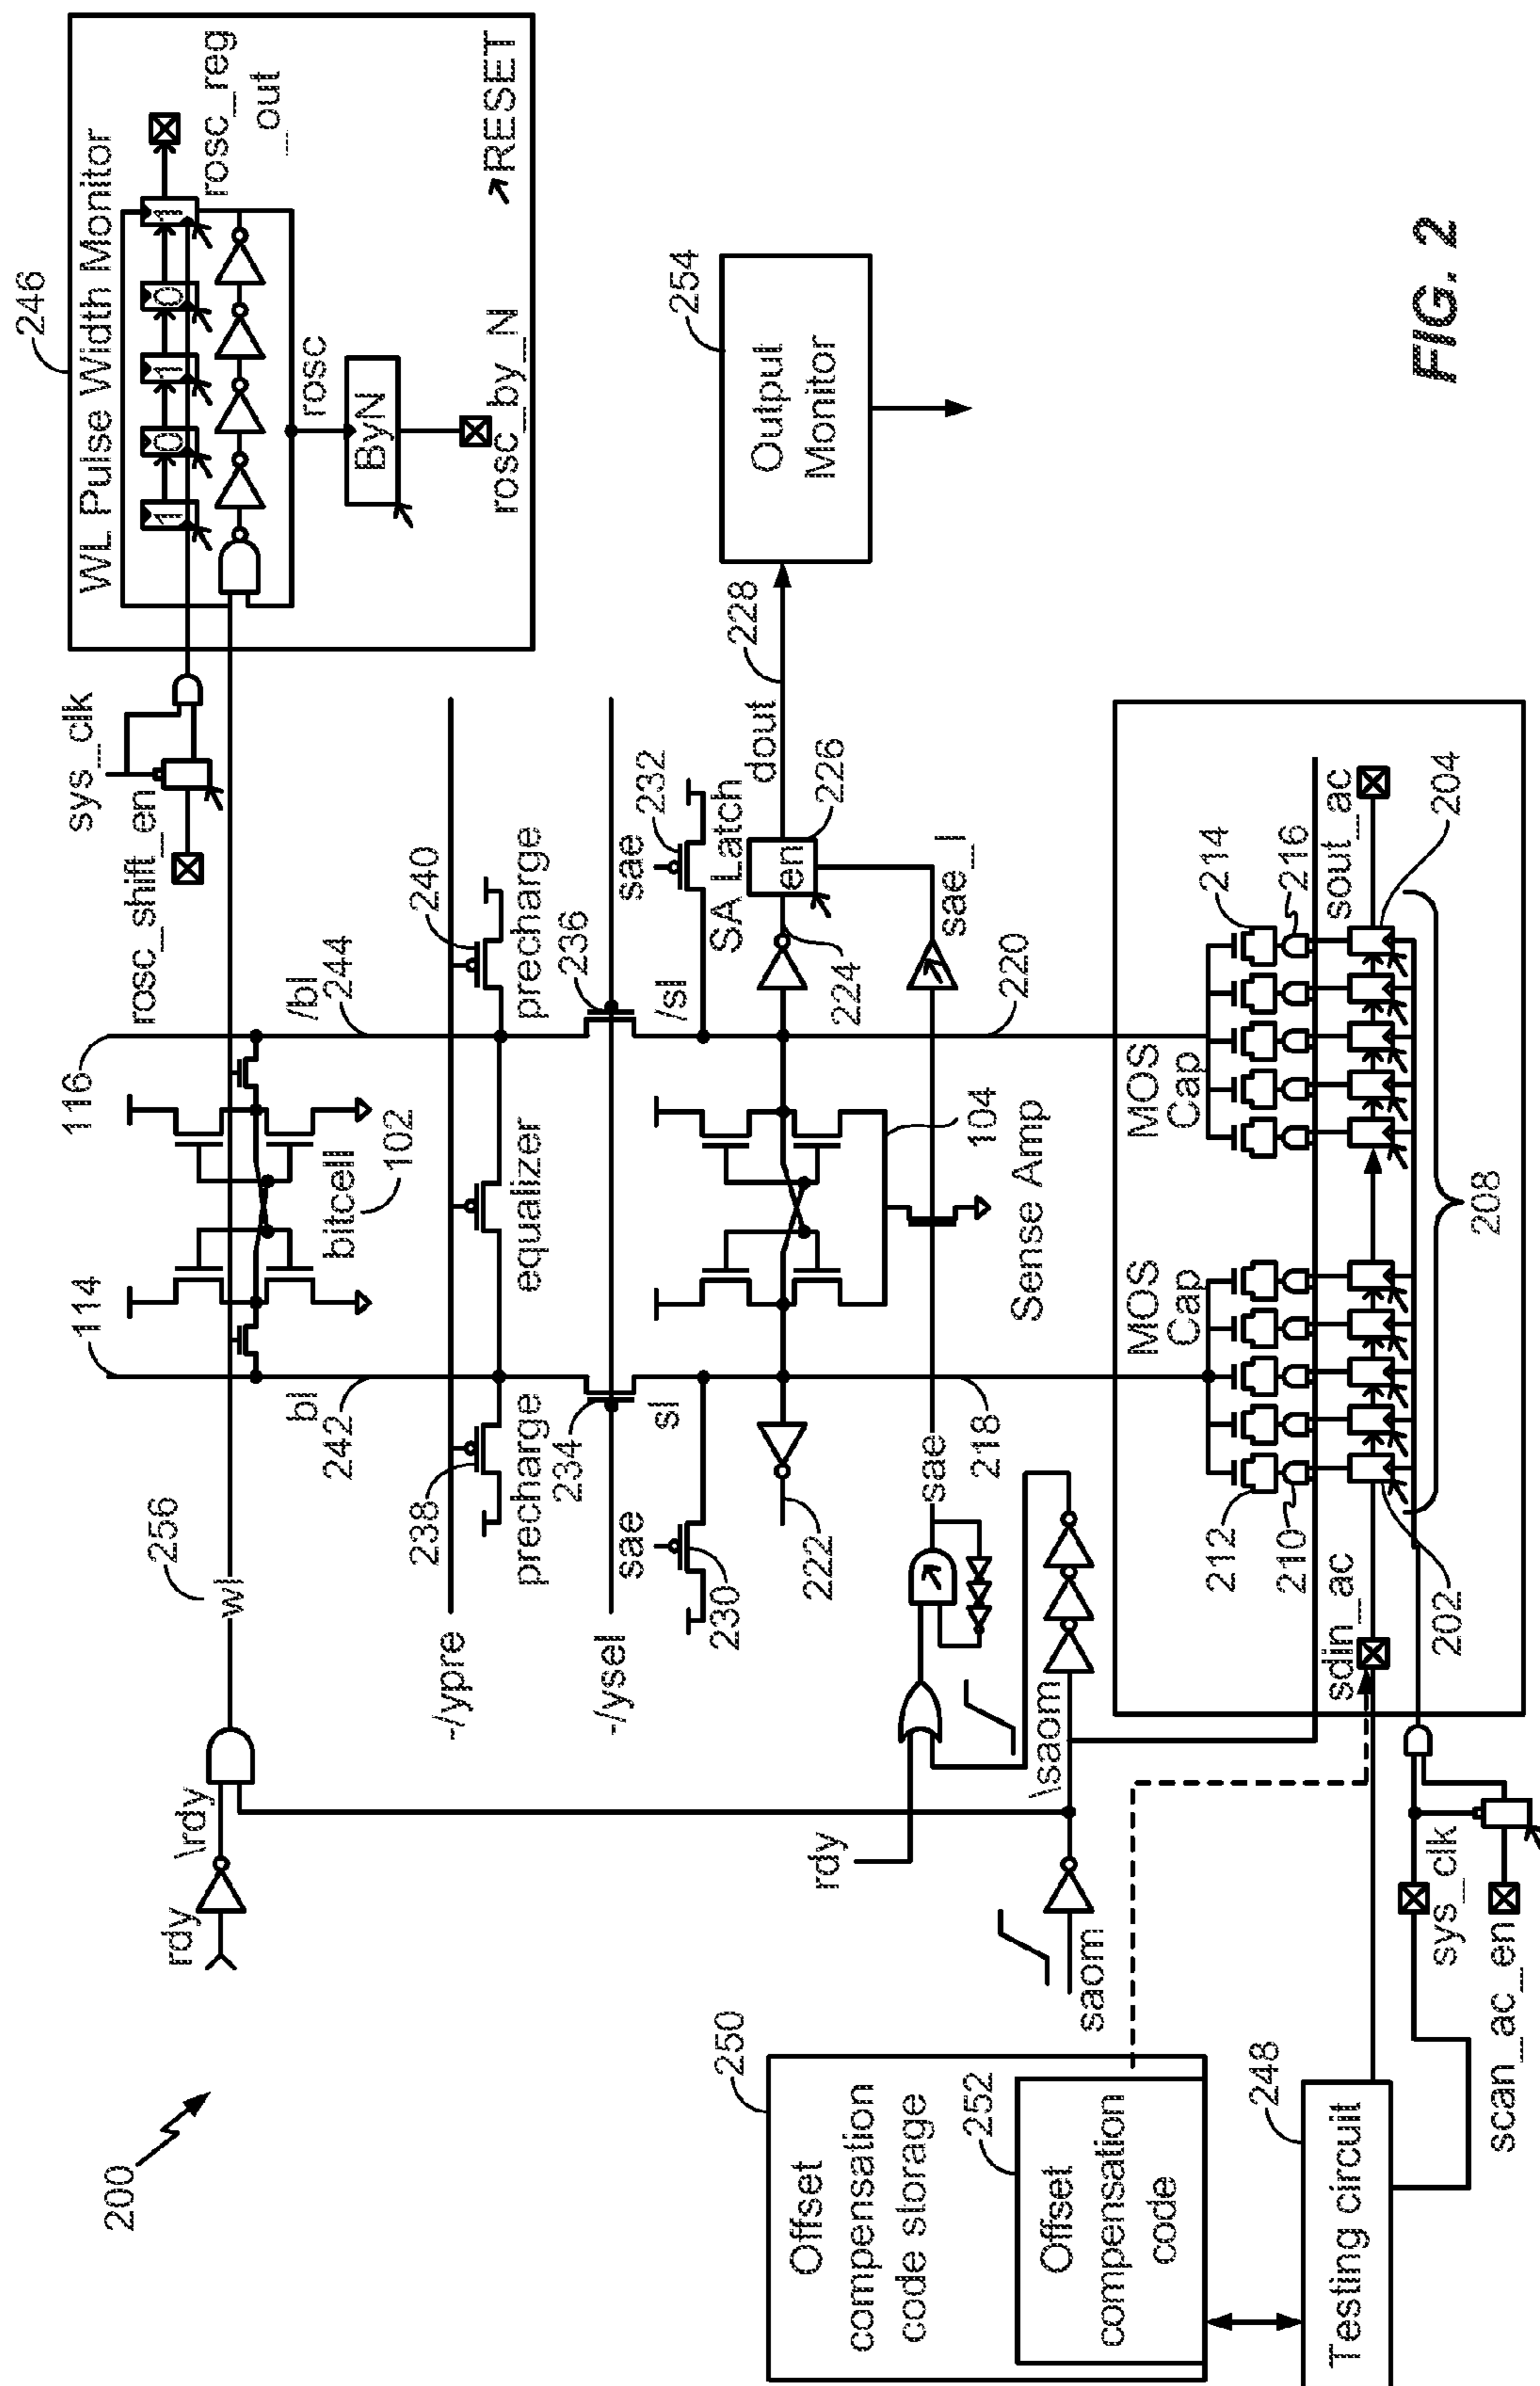 200
rdy
\rdy
256
wl
114
116
bl
242
/bl
244
bitcell
102
sys_clk
rosc_shift_en
246
WL Pulse Width Monitor
1
0
1
0
1
rosc_reg
_out
rosc
ByN
rosc_by_N
RESET
-/ypre
238
precharge
equalizer
precharge
240
-/ysel
234
236
sae
230
sl
/sl
sae
232
SA Latch
en
226
dout
228
254
Output
Monitor
222
224
104
Sense Amp
rdy
sae
sae_l
218
220
saom
\saom
250
Offset
compensation
code storage
252
Offset
compensation
code
248
Testing circuit
212
210
MOS
Cap
MOS
Cap
214
216
sdin_ac
sout_ac
202
204
208
sys_clk
scan_ac_en
FIG. 2